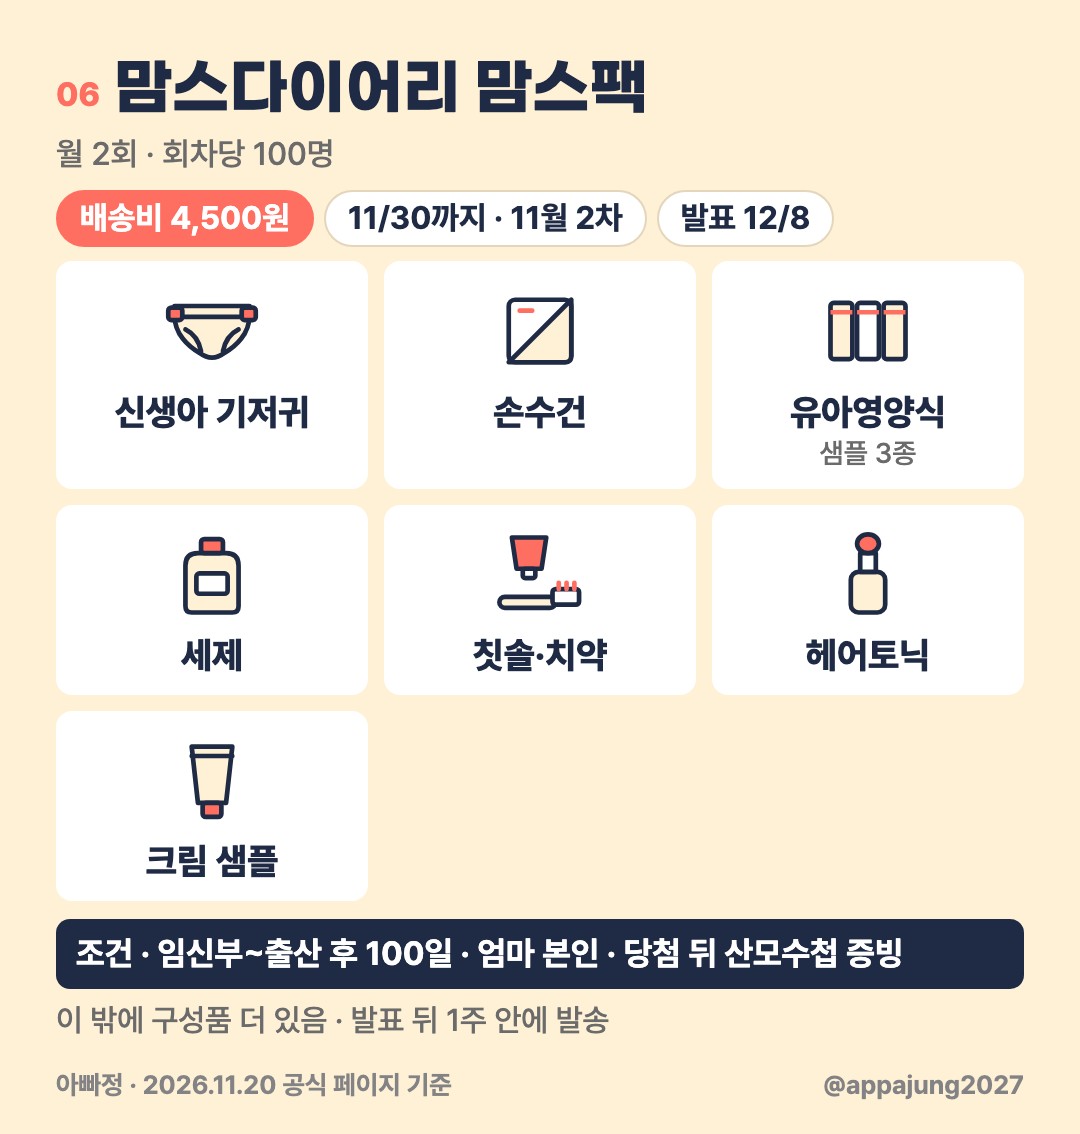 06 맘스다이어리 맘스팩
월 2회 · 회차당 100명
배송비 4,500원
11/30까지 · 11월 2차
발표 12/8
신생아 기저귀
손수건
유아영양식
샘플 3종
세제
칫솔·치약
헤어토닉
크림 샘플
조건 · 임신부~출산 후 100일 · 엄마 본인 · 당첨 뒤 산모수첩 증빙
이 밖에 구성품 더 있음 · 발표 뒤 1주 안에 발송
아빠정 · 2026.11.20 공식 페이지 기준
@appajung2027